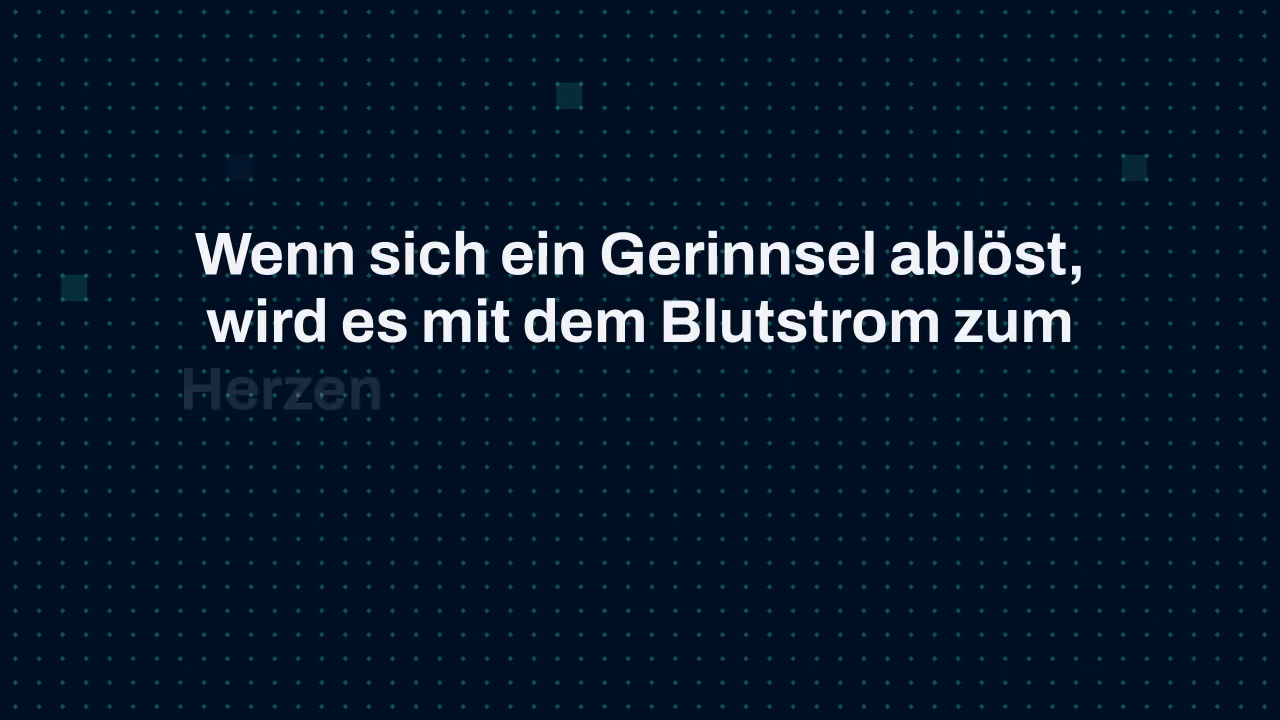 Wenn sich ein Gerinnsel ablöst,
wird es mit dem Blutstrom zum
Herzen